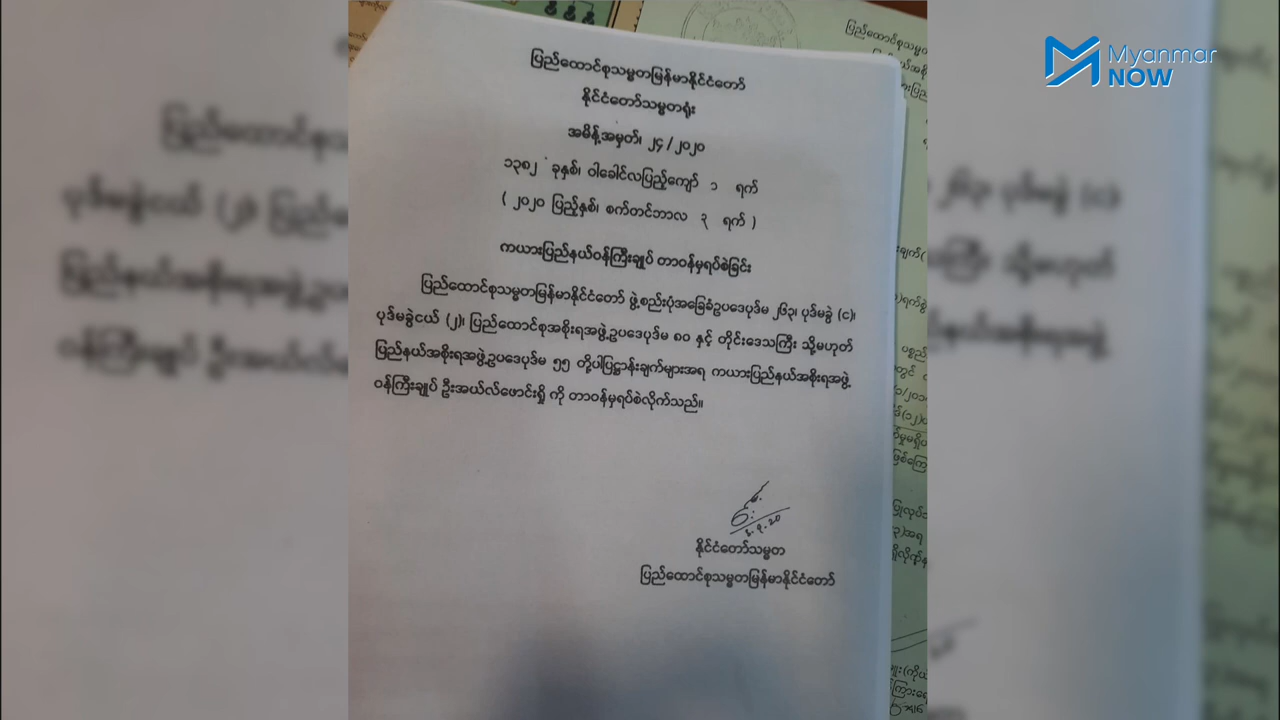 Myanmar
NOW
ပြည်ထောင်စုသမ္မတမြန်မာနိုင်ငံတော်
နိုင်ငံတော်သမ္မတရုံး
အမိန့်အမှတ်၊ ၂၄/၂၀၂၀
၁၃၈၂ ခုနှစ်၊ ဝါခေါင်လပြည့်ကျော် ၁ ရက်
( ၂၀၂၀ ပြည့်နှစ်၊ စက်တင်ဘာလ ၃ ရက် )
ကယားပြည်နယ်ဝန်ကြီးချုပ် တာဝန်မှရပ်စဲခြင်း
ပြည်ထောင်စုသမ္မတမြန်မာနိုင်ငံတော် ဖွဲ့စည်းပုံအခြေခံဥပဒေပုဒ်မ ၂၆၃၊ ပုဒ်မခွဲ (င)၊
ပုဒ်မခွဲငယ် (၂)၊ ပြည်ထောင်စုအစိုးရအဖွဲ့ဥပဒေပုဒ်မ ၈၀ နှင့် တိုင်းဒေသကြီး သို့မဟုတ်
ပြည်နယ်အစိုးရအဖွဲ့ဥပဒေပုဒ်မ ၅၅ တို့ပါပြဋ္ဌာန်းချက်များအရ ကယားပြည်နယ်အစိုးရအဖွဲ့
ဝန်ကြီးချုပ် ဦးအယ်လ်ဖောင်းရှို ကို တာဝန်မှရပ်စဲလိုက်သည်။
နိုင်ငံတော်သမ္မတ
ပြည်ထောင်စုသမ္မတမြန်မာနိုင်ငံတော်